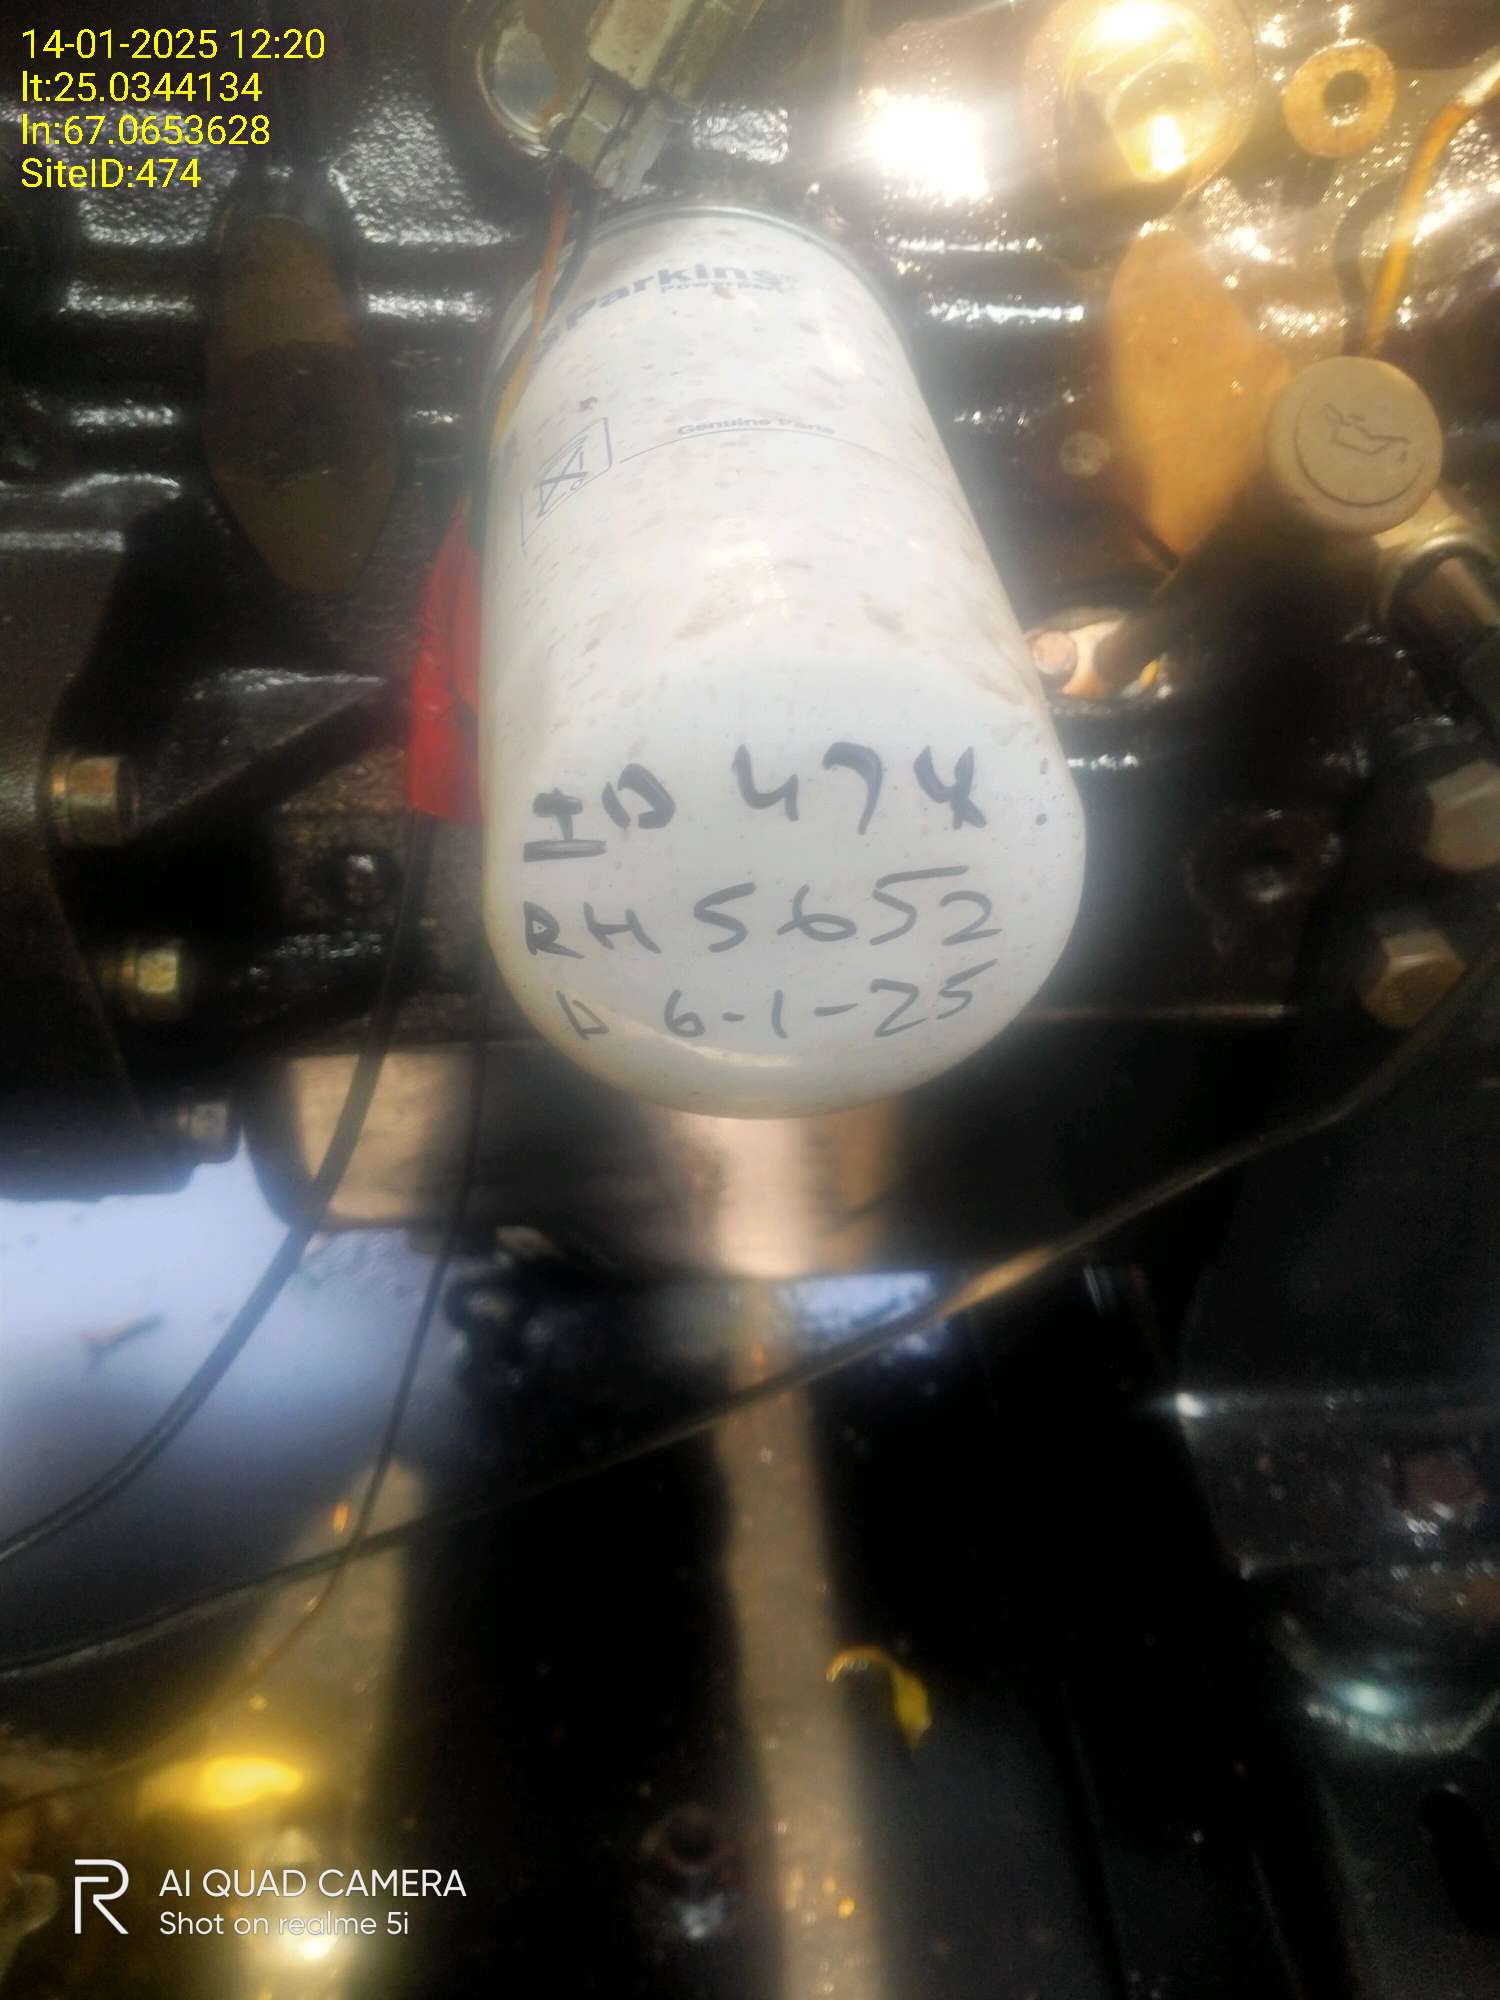 14-01-2025 12:20
lt:25.0344134
ln:67.0653628
SiteID:474
Parkins
Powerpart
Genuine Parts
ID 474.
RH 5652
D 6-1-25
AI QUAD CAMERA
Shot on realme 5i